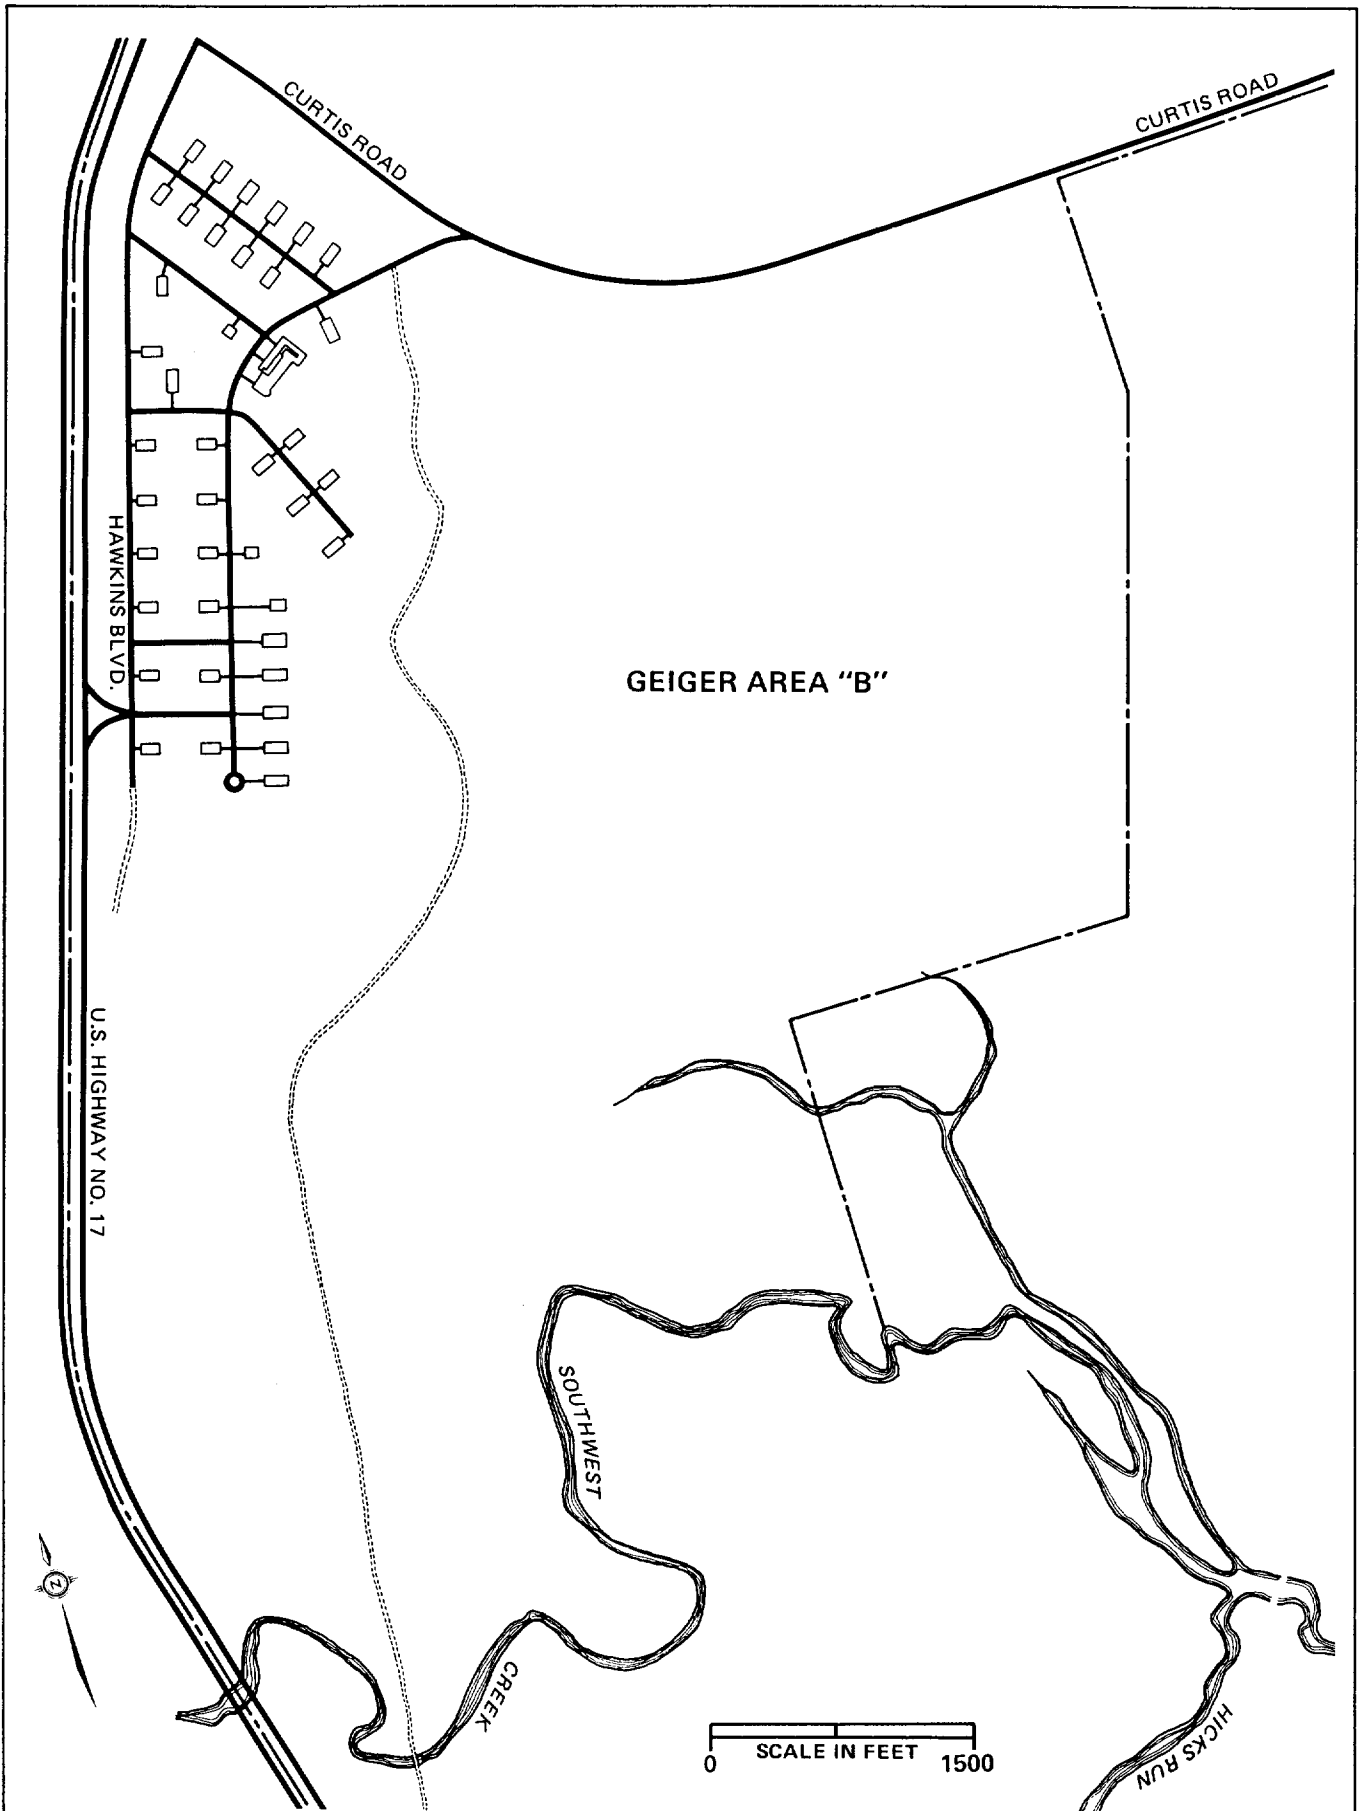 CURTIS ROAD
CURTIS ROAD
HAWKINS BLVD.
GEIGER AREA "B"
U.S. HIGHWAY NO. 17
SOUTHWEST
CREEK
HICKS RUN
SCALE IN FEET
0 1500
N